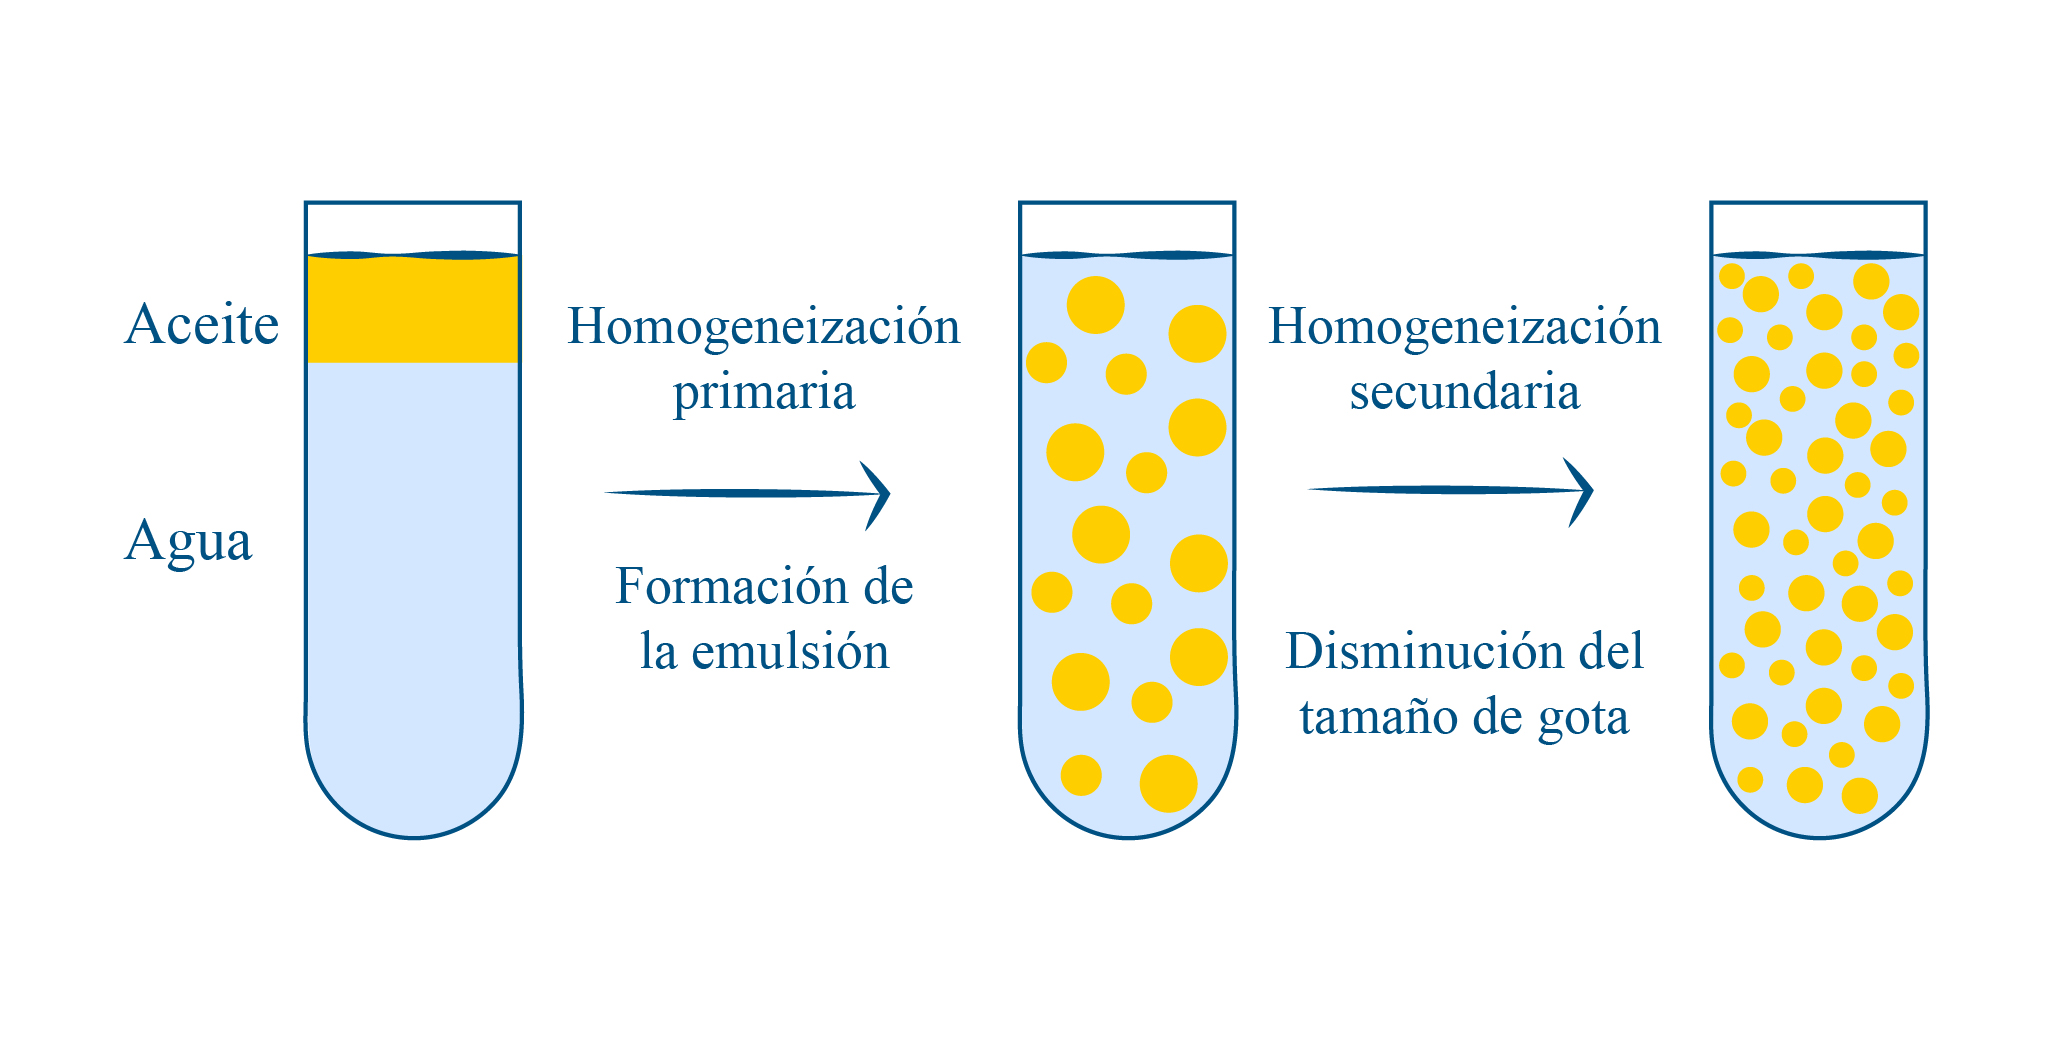 Aceite
Agua
Homogeneización
primaria
Formación de
la emulsión
Homogeneización
secundaria
Disminución del
tamaño de gota